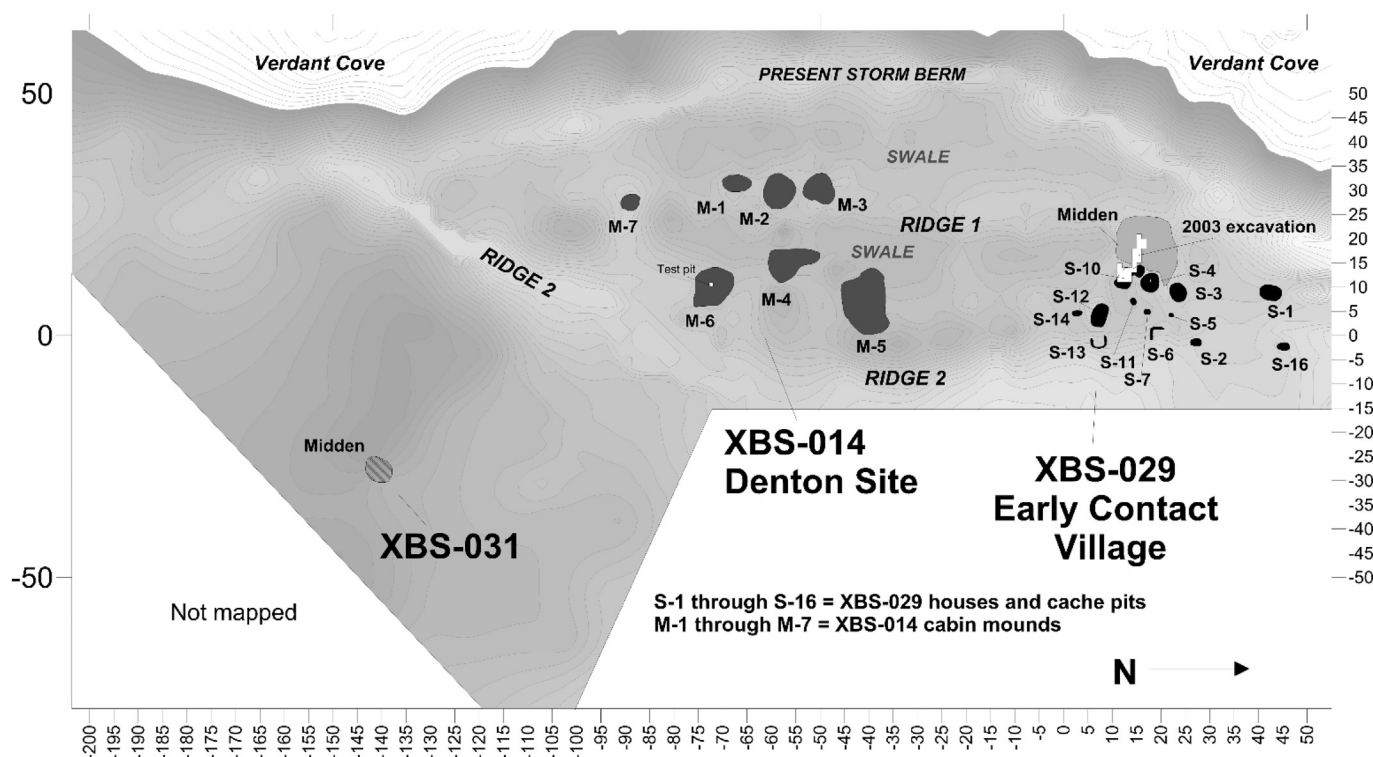 Verdant Cove
Verdant Cove
PRESENT STORM BERM
50
0
-50
50
45
40
35
30
25
20
15
10
5
0
-5
-10
-15
-20
-25
-30
-35
-40
-45
-50
SWALE
M-1
M-2
M-3
M-7
RIDGE 1
Midden
2003 excavation
SWALE
RIDGE 2
Test pit
M-4
M-6
M-5
RIDGE 2
S-10
S-4
S-3
S-1
S-12
S-14
S-5
S-13
S-11
S-6
S-2
S-16
S-7
XBS-014
Denton Site
XBS-029
Early Contact
Village
Midden
XBS-031
Not mapped
S-1 through S-16 = XBS-029 houses and cache pits
M-1 through M-7 = XBS-014 cabin mounds
N
-200 -195 -190 -185 -180 -175 -170 -165 -160 -155 -150 -145 -140 -135 -130 -125 -120 -115 -110 -105 -100 -95 -90 -85 -80 -75 -70 -65 -60 -55 -50 -45 -40 -35 -30 -25 -20 -15 -10 -5 0 5 10 15 20 25 30 35 40 45 50